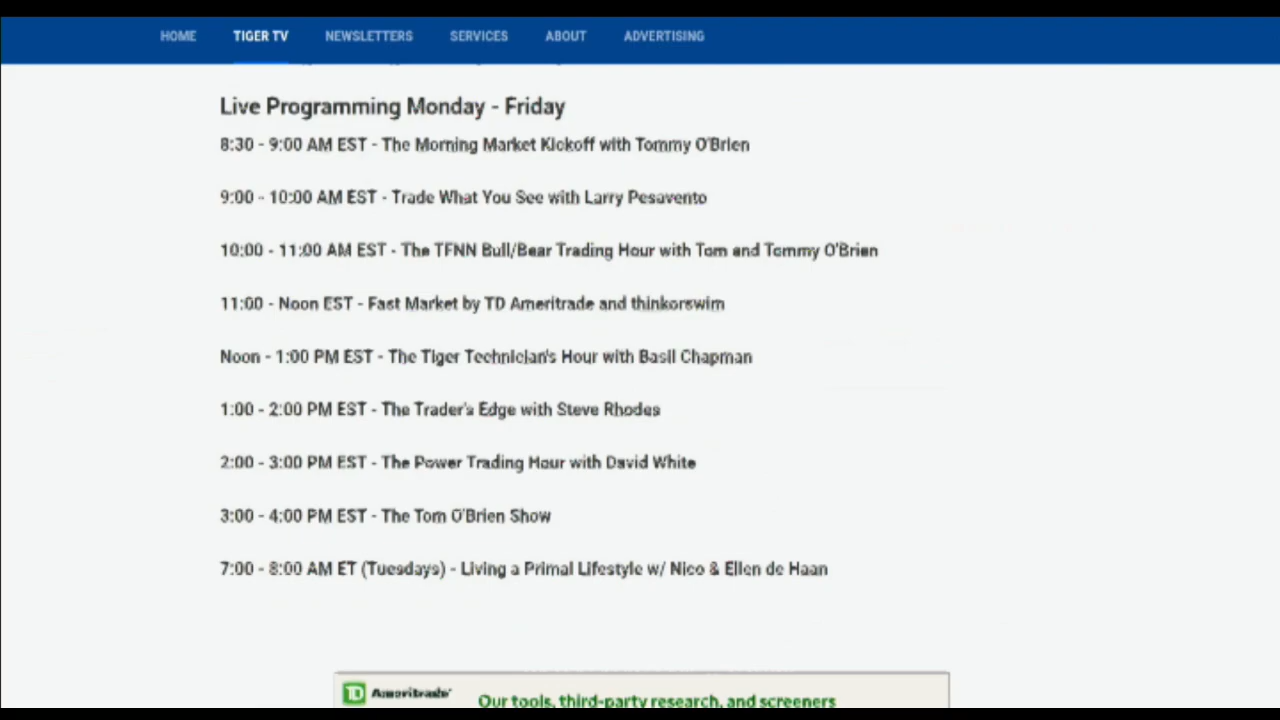 HOME TIGER TV NEWSLETTERS SERVICES ABOUT ADVERTISING
Live Programming Monday - Friday
8:30 - 9:00 AM EST - The Morning Market Kickoff with Tommy O'Brien
9:00 - 10:00 AM EST - Trade What You See with Larry Pesavento
10:00 - 11:00 AM EST - The TFNN Bull/Bear Trading Hour with Tom and Tommy O'Brien
11:00 - Noon EST - Fast Market by TD Ameritrade and thinkorswim
Noon - 1:00 PM EST - The Tiger Technician's Hour with Basil Chapman
1:00 - 2:00 PM EST - The Trader's Edge with Steve Rhodes
2:00 - 3:00 PM EST - The Power Trading Hour with David White
3:00 - 4:00 PM EST - The Tom O'Brien Show
7:00 - 8:00 AM ET (Tuesdays) - Living a Primal Lifestyle w/ Nico & Ellen de Haan
TD Ameritrade Our tools, third-party research, and screeners